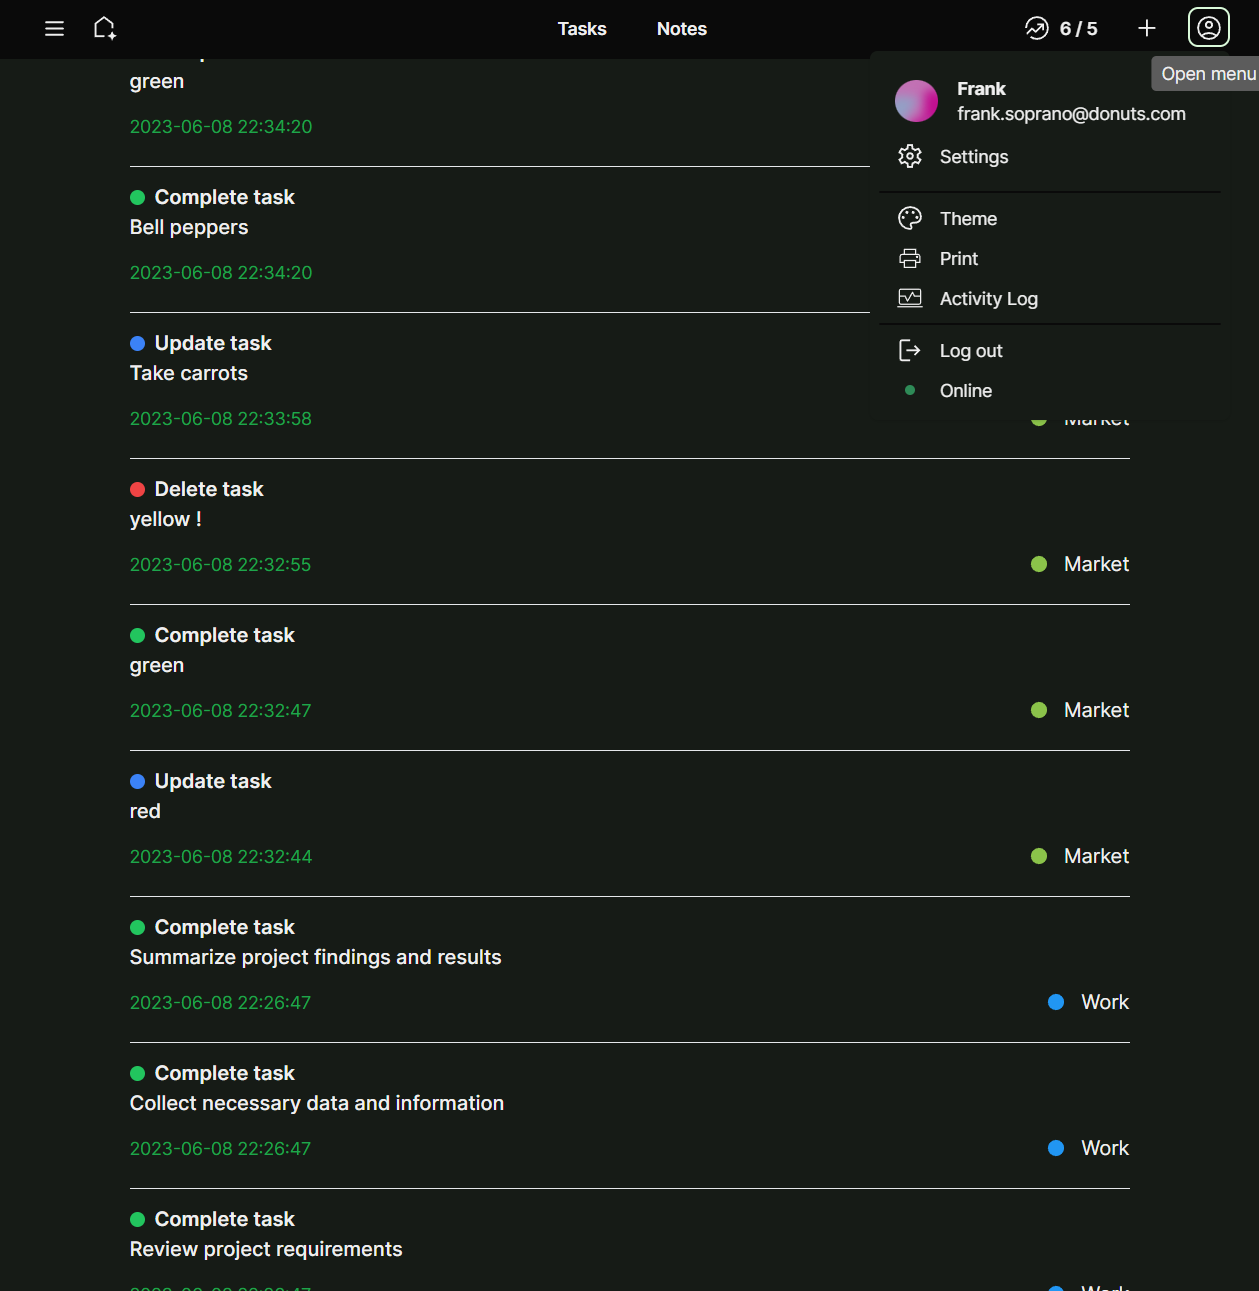 Tasks
Notes
6 / 5
Open menu
Frank
frank.soprano@donuts.com
Settings
Theme
Print
Activity Log
Log out
Online
green
2023-06-08 22:34:20
Complete task
Bell peppers
2023-06-08 22:34:20
Update task
Take carrots
2023-06-08 22:33:58
Market
Delete task
yellow !
2023-06-08 22:32:55
Market
Complete task
green
2023-06-08 22:32:47
Market
Update task
red
2023-06-08 22:32:44
Market
Complete task
Summarize project findings and results
2023-06-08 22:26:47
Work
Complete task
Collect necessary data and information
2023-06-08 22:26:47
Work
Complete task
Review project requirements
Work